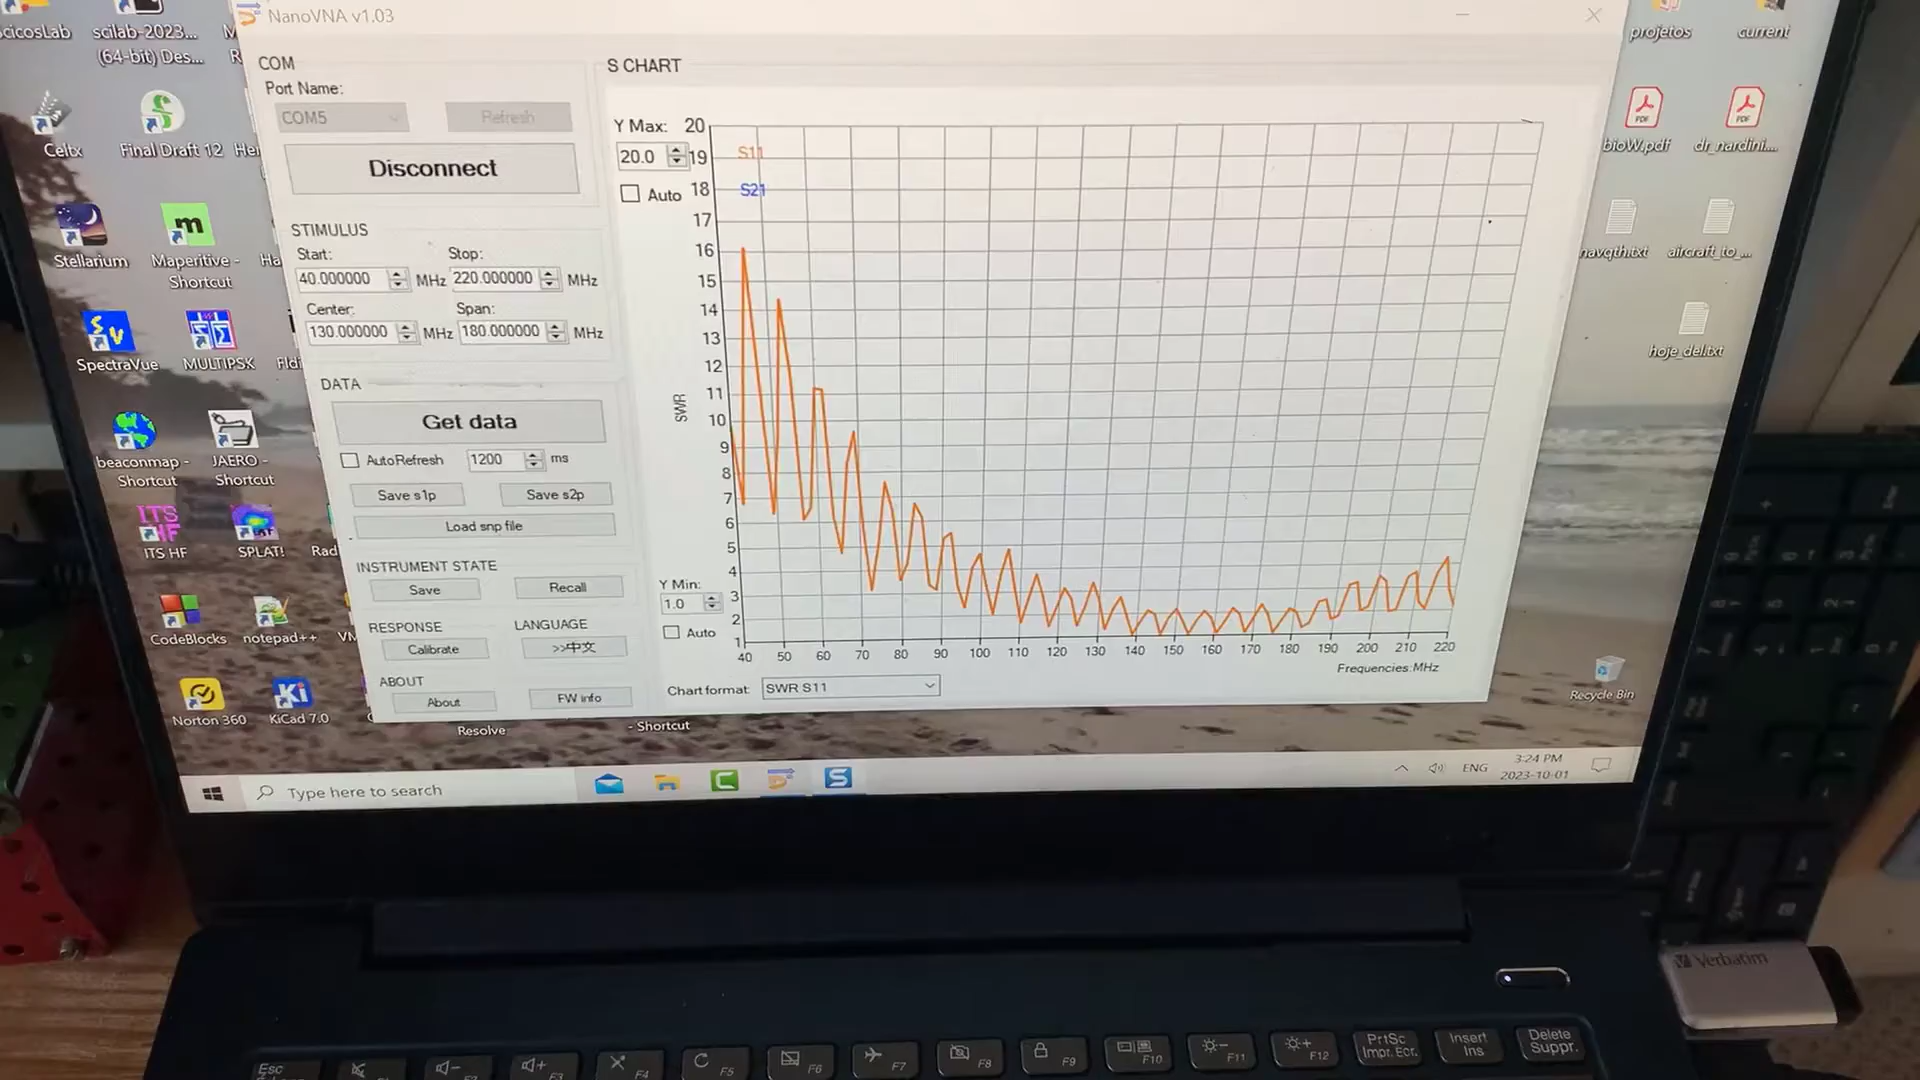 NanoVNA v1.03
COM
Port Name:
COM5
Refresh
Disconnect
STIMULUS
Start:
Stop:
40.000000
MHz
220.000000
MHz
Center:
Span:
130.000000
MHz
180.000000
MHz
DATA
Get data
AutoRefresh
1200
ms
Save s1p
Save s2p
Load snp file
INSTRUMENT STATE
Save
Recall
RESPONSE
LANGUAGE
Calibrate
>>中文
ABOUT
About
FW info
S CHART
Y Max:
20.0
Auto
S11
S21
20
19
18
17
16
15
14
13
12
11
10
9
8
7
6
5
4
3
2
1
SWR
Y Min:
1.0
Auto
40 50 60 70 80 90 100 110 120 130 140 150 160 170 180 190 200 210 220
Frequencies:MHz
Chart format:
SWR S11
scilab-2023...
(64-bit) Des...
Celtx
Final Draft 12
Stellarium
Maperitive -
Shortcut
SpectraVue
MULTIPSK
beaconmap -
Shortcut
JAERO -
Shortcut
ITS HF
SPLAT!
CodeBlocks
notepad++
Norton 360
KiCad 7.0
Resolve
- Shortcut
projetos
current
bioW.pdf
dr_nardini....
navqth.txt
aircraft_to_...
hoje_del.txt
Recycle Bin
Type here to search
ENG
3:24 PM
2023-10-01
Verbatim
Esc
F4
F5
F6
F7
F8
F9
F10
F11
F12
PrtSc
Impr. Ecr.
Insert
Ins
Delete
Suppr.